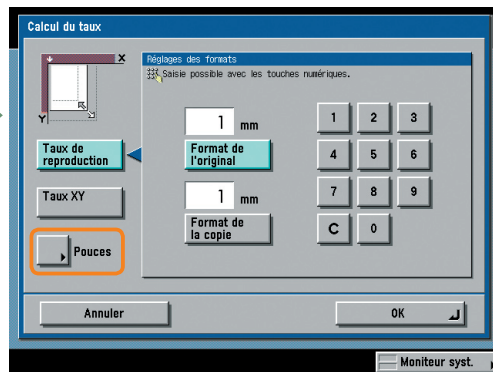 Calcul du taux
X
Y
Réglages des formats
Saisie possible avec les touches numériques.
1 mm
Format de
l'original
1 mm
Format de
la copie
1 2 3
4 5 6
7 8 9
C 0
Taux de
reproduction
Taux XY
Pouces
Annuler
OK
Moniteur syst.